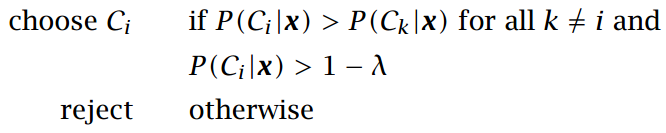 choose Cᵢ if P(Cᵢ|x) > P(Cₖ|x) for all k ≠ i and
P(Cᵢ|x) > 1 − λ
reject otherwise